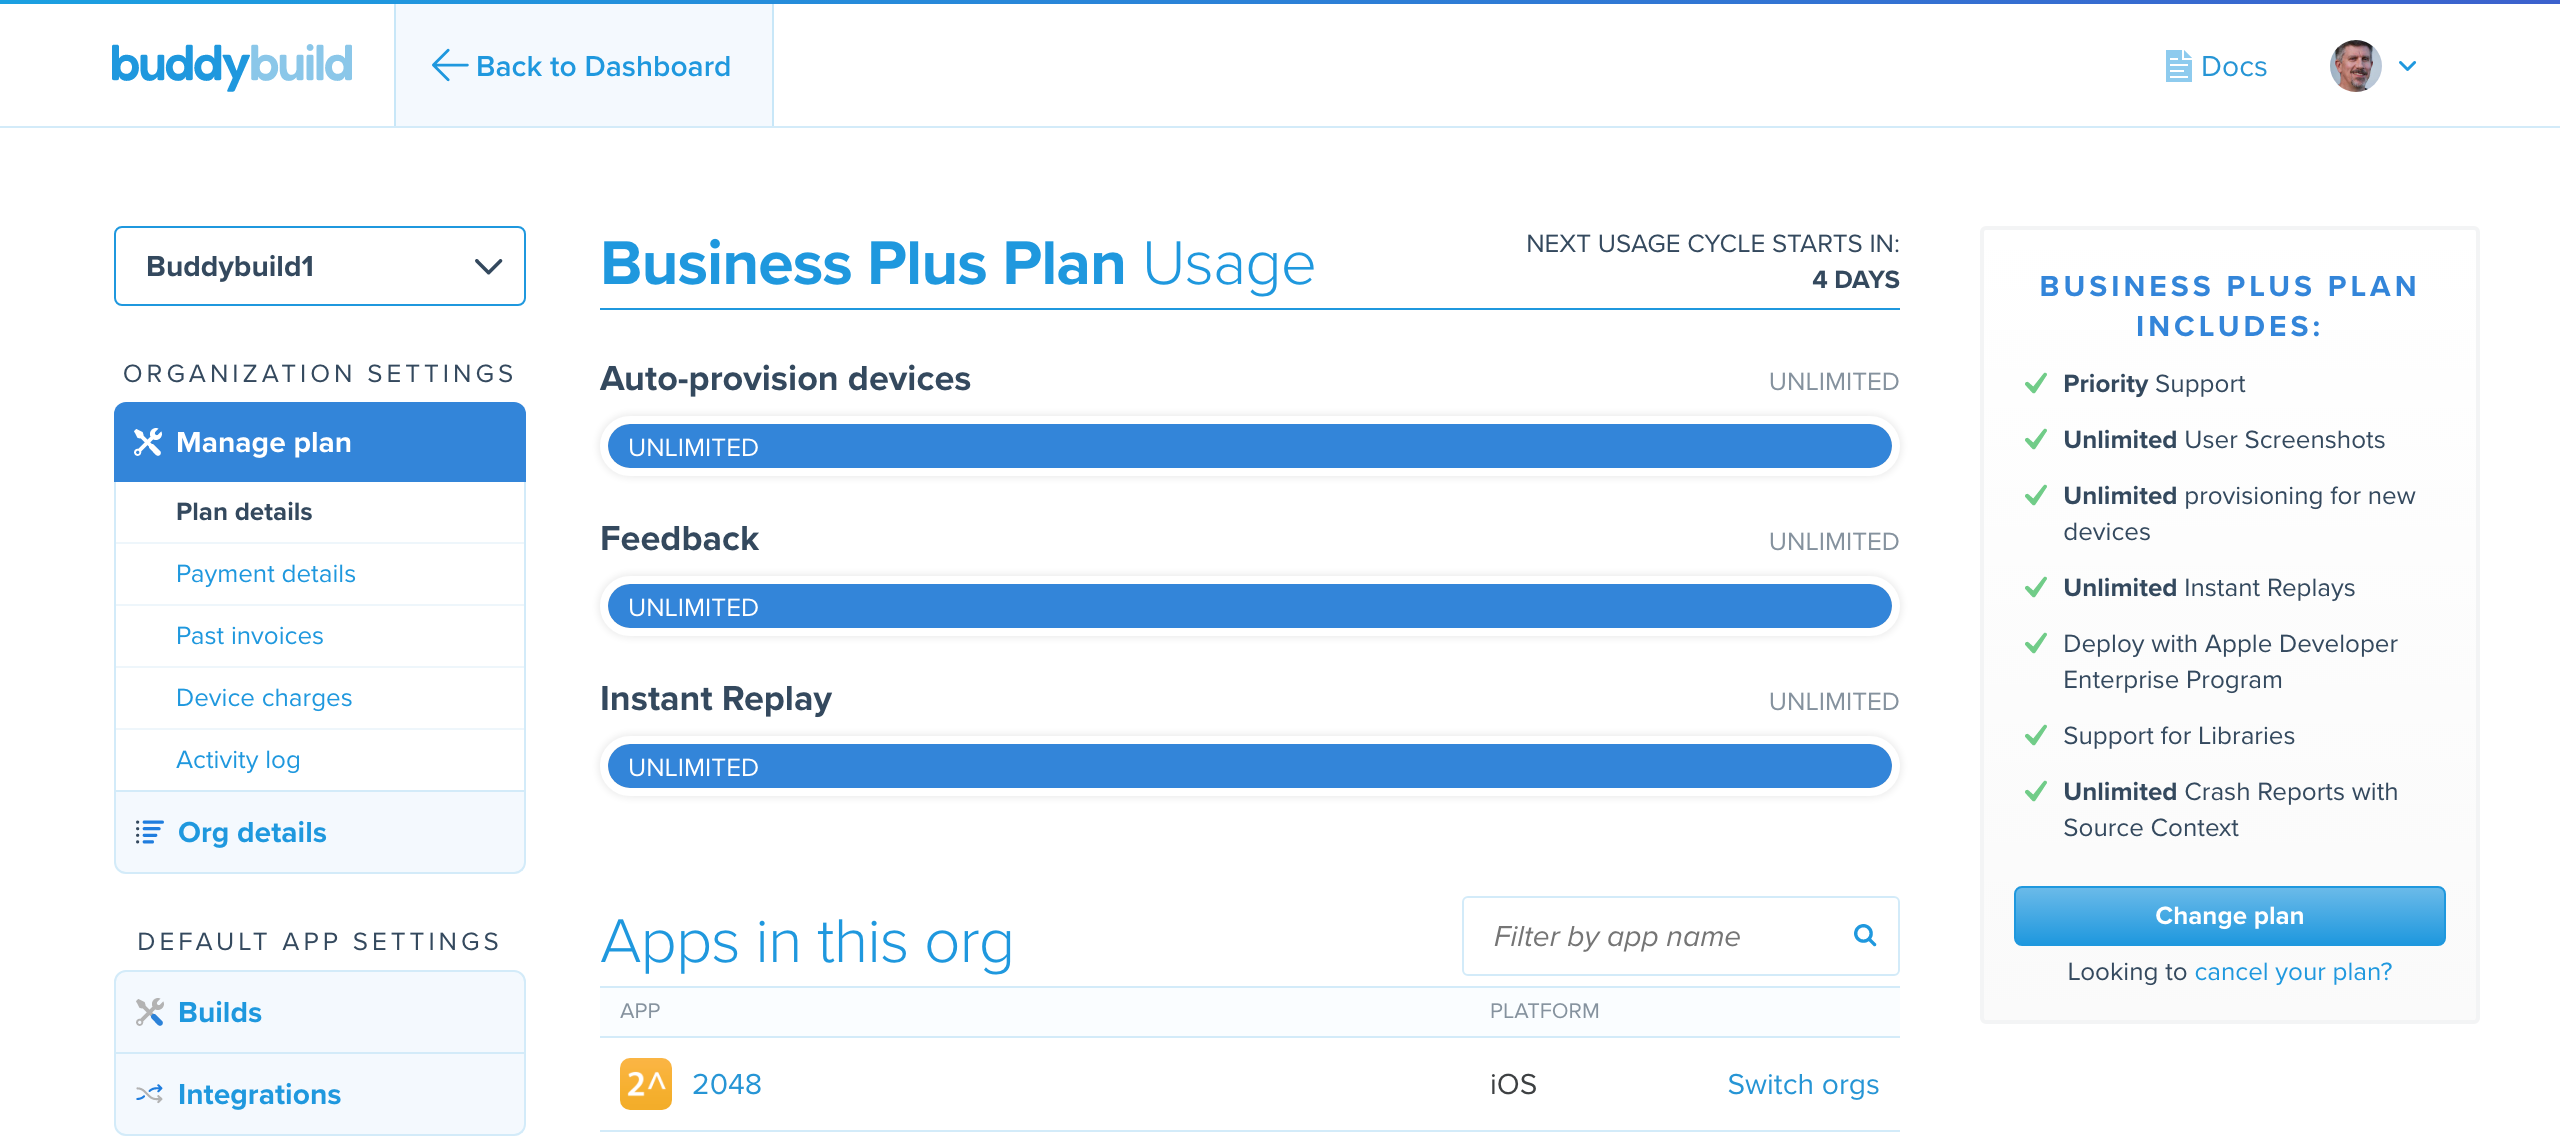 buddybuild
Back to Dashboard
Docs
Buddybuild1
ORGANIZATION SETTINGS
Manage plan
Plan details
Payment details
Past invoices
Device charges
Activity log
Org details
DEFAULT APP SETTINGS
Builds
Integrations
Business Plus Plan Usage
NEXT USAGE CYCLE STARTS IN:
4 DAYS
Auto-provision devices
UNLIMITED
UNLIMITED
Feedback
UNLIMITED
UNLIMITED
Instant Replay
UNLIMITED
UNLIMITED
Apps in this org
Filter by app name
APP
PLATFORM
2^
2048
iOS
Switch orgs
BUSINESS PLUS PLAN
INCLUDES:
Priority Support
Unlimited User Screenshots
Unlimited provisioning for new
devices
Unlimited Instant Replays
Deploy with Apple Developer
Enterprise Program
Support for Libraries
Unlimited Crash Reports with
Source Context
Change plan
Looking to cancel your plan?